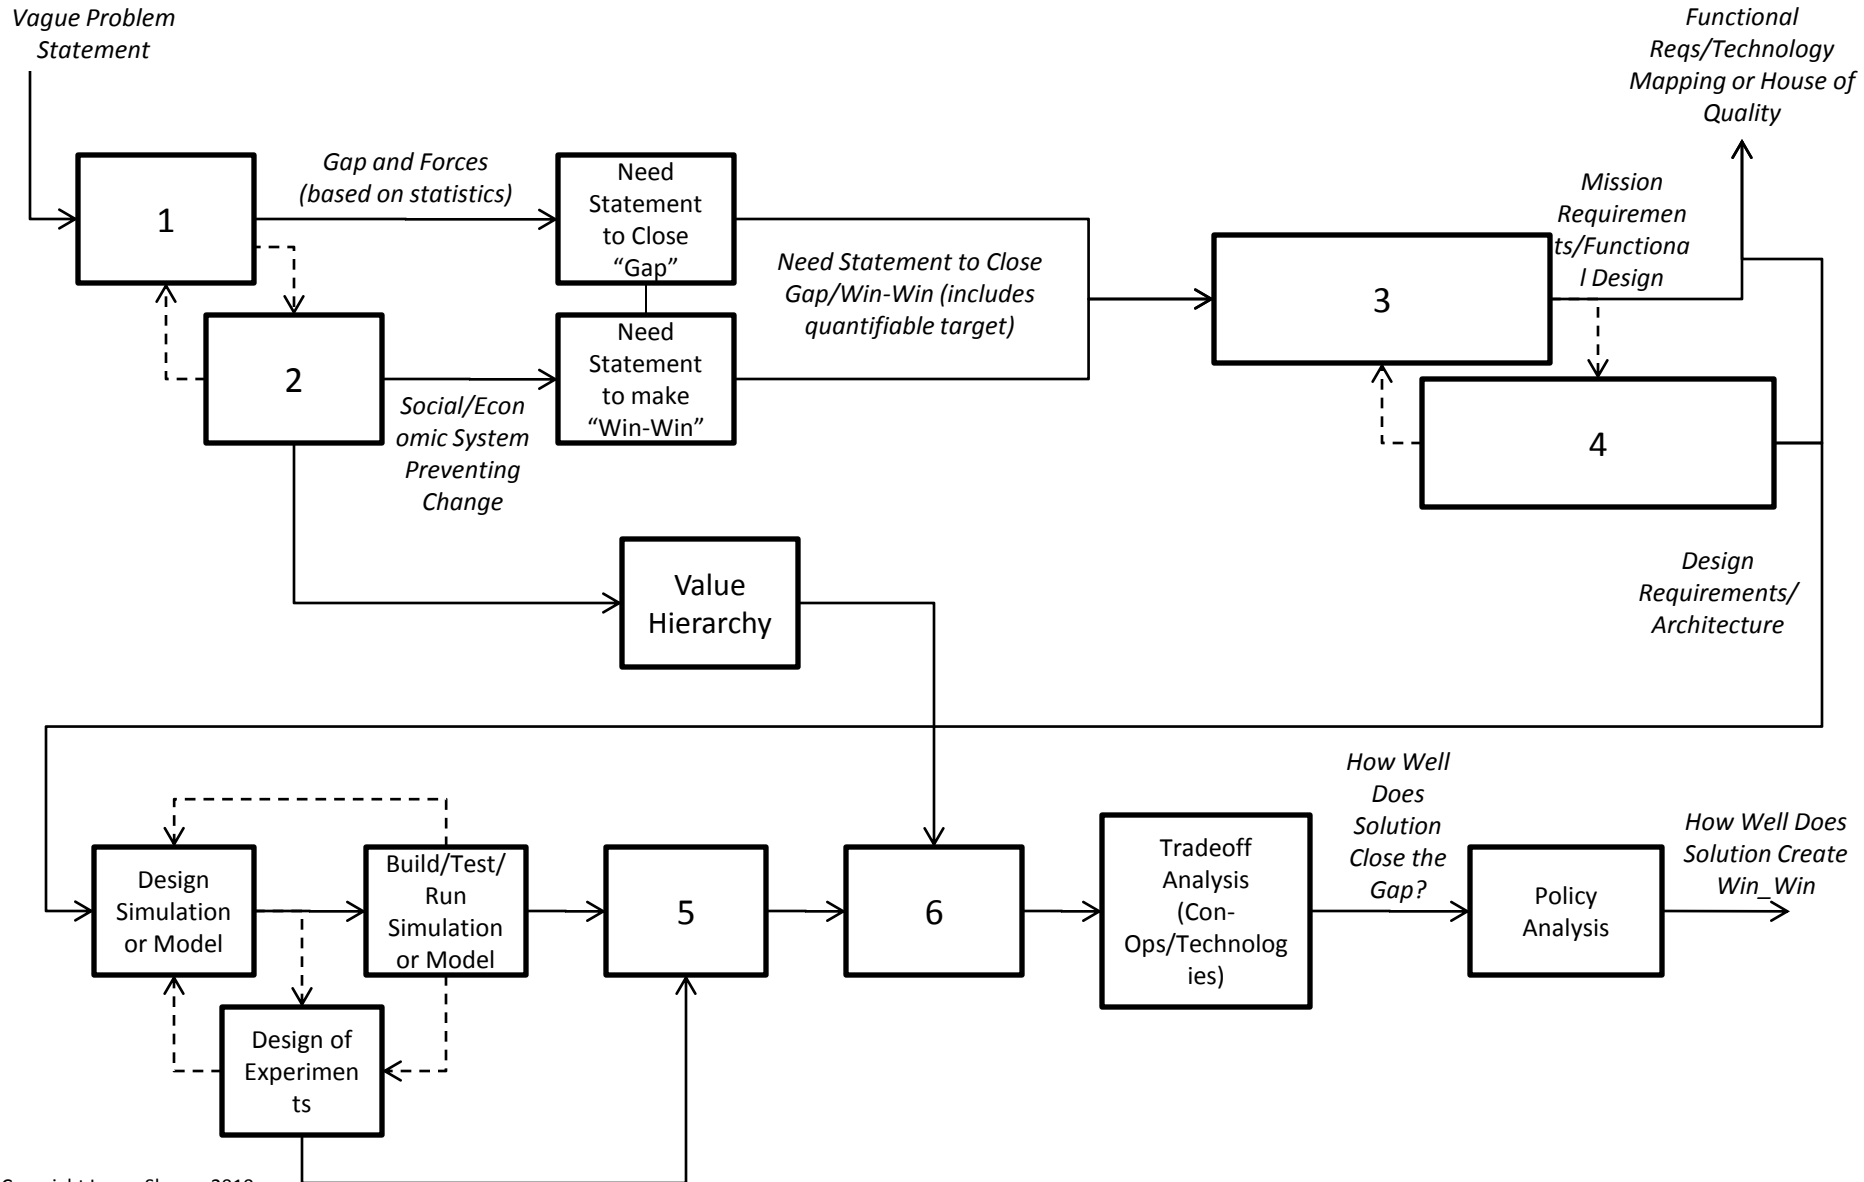 Vague Problem
Statement
Functional
Reqs/Technology
Mapping or House of
Quality
1
Gap and Forces
(based on statistics)
Need
Statement
to Close
“Gap”
Mission
Requiremen
ts/Functiona
l Design
Need Statement to Close
Gap/Win-Win (includes
quantifiable target)
3
2
Social/Econ
omic System
Preventing
Change
Need
Statement
to make
“Win-Win”
4
Value
Hierarchy
Design
Requirements/
Architecture
Design
Simulation
or Model
Build/Test/
Run
Simulation
or Model
5
6
Tradeoff
Analysis
(Con-
Ops/Technolog
ies)
How Well
Does
Solution
Close the
Gap?
Policy
Analysis
How Well Does
Solution Create
Win_Win
Design of
Experimen
ts